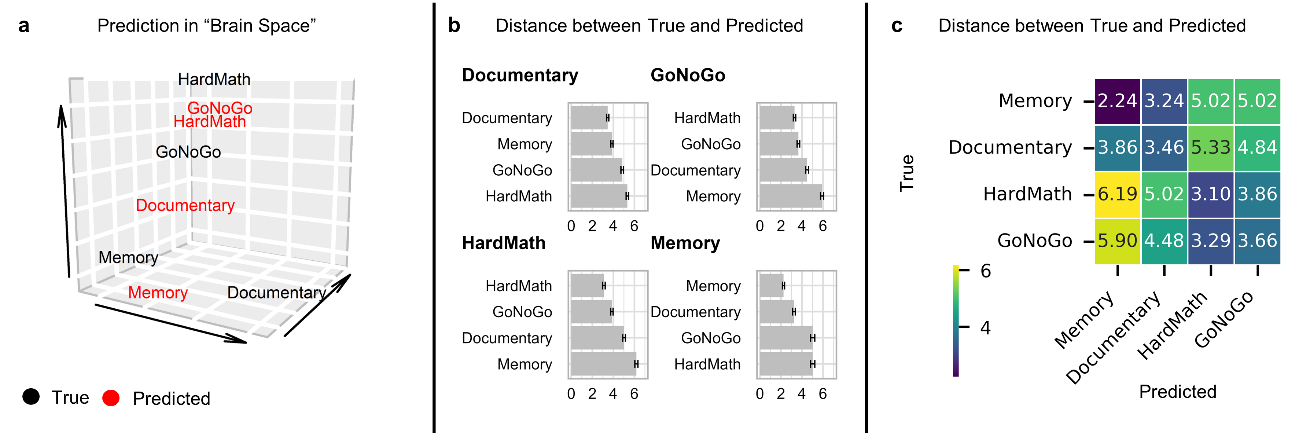 a
Prediction in “Brain Space”
HardMath
GoNoGo
HardMath
GoNoGo
Documentary
Memory
Memory
Documentary
True
Predicted
b
Distance between True and Predicted
Documentary
Documentary
Memory
GoNoGo
HardMath
0 2 4 6
GoNoGo
HardMath
GoNoGo
Documentary
Memory
0 2 4 6
HardMath
HardMath
GoNoGo
Documentary
Memory
0 2 4 6
Memory
Memory
Documentary
GoNoGo
HardMath
0 2 4 6
c
Distance between True and Predicted
True
Memory 2.24 3.24 5.02 5.02
Documentary 3.86 3.46 5.33 4.84
HardMath 6.19 5.02 3.10 3.86
GoNoGo 5.90 4.48 3.29 3.66
6
4
Memory
Documentary
HardMath
GoNoGo
Predicted